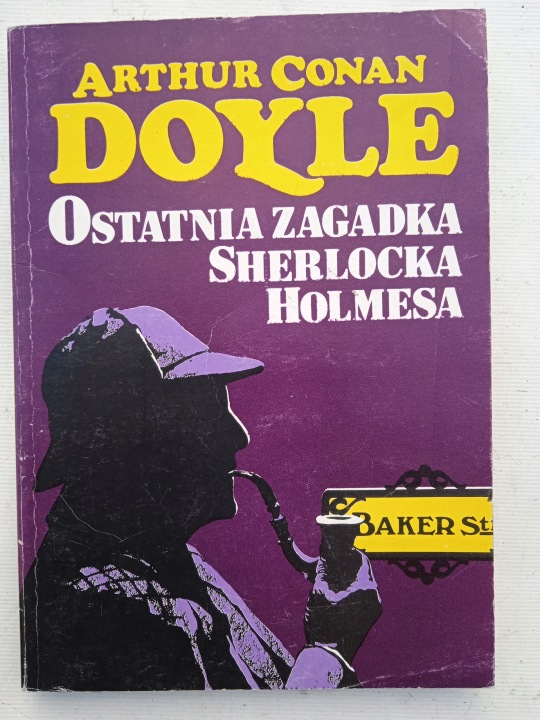 ARTHUR CONAN
DOYLE
OSTATNIA ZAGADKA
SHERLOCKA
HOLMESA
BAKER St